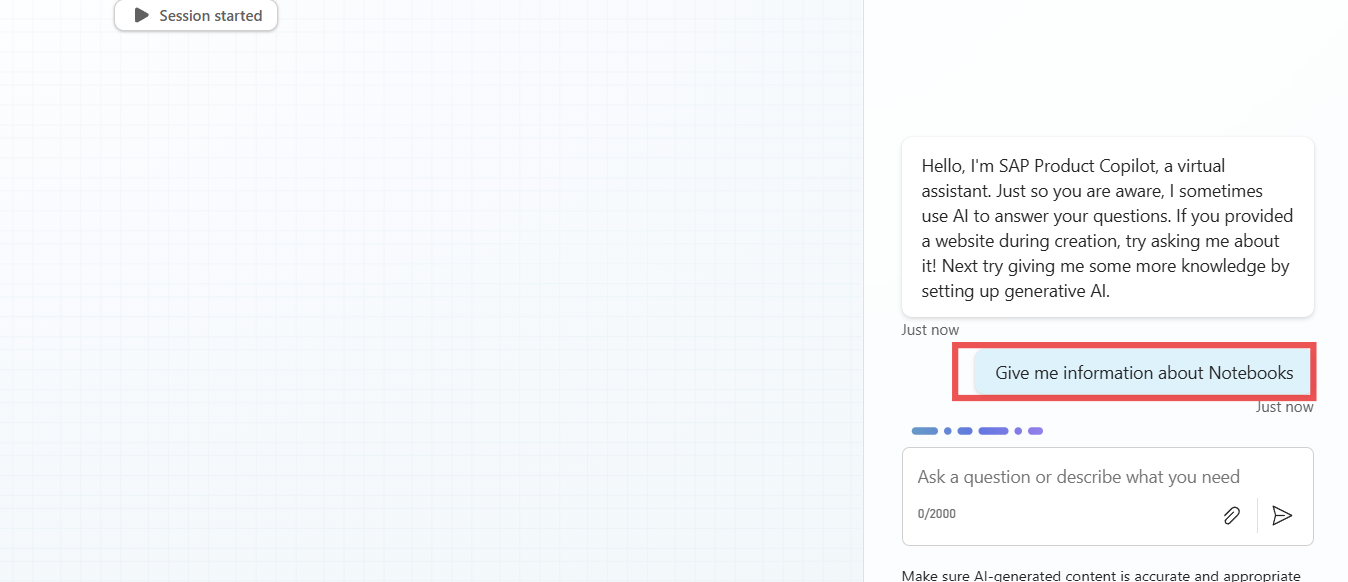 Session started
Hello, I'm SAP Product Copilot, a virtual
assistant. Just so you are aware, I sometimes
use AI to answer your questions. If you provided
a website during creation, try asking me about
it! Next try giving me some more knowledge by
setting up generative AI.
Just now
Give me information about Notebooks
Just now
Ask a question or describe what you need
0/2000
Make sure AI-generated content is accurate and appropriate